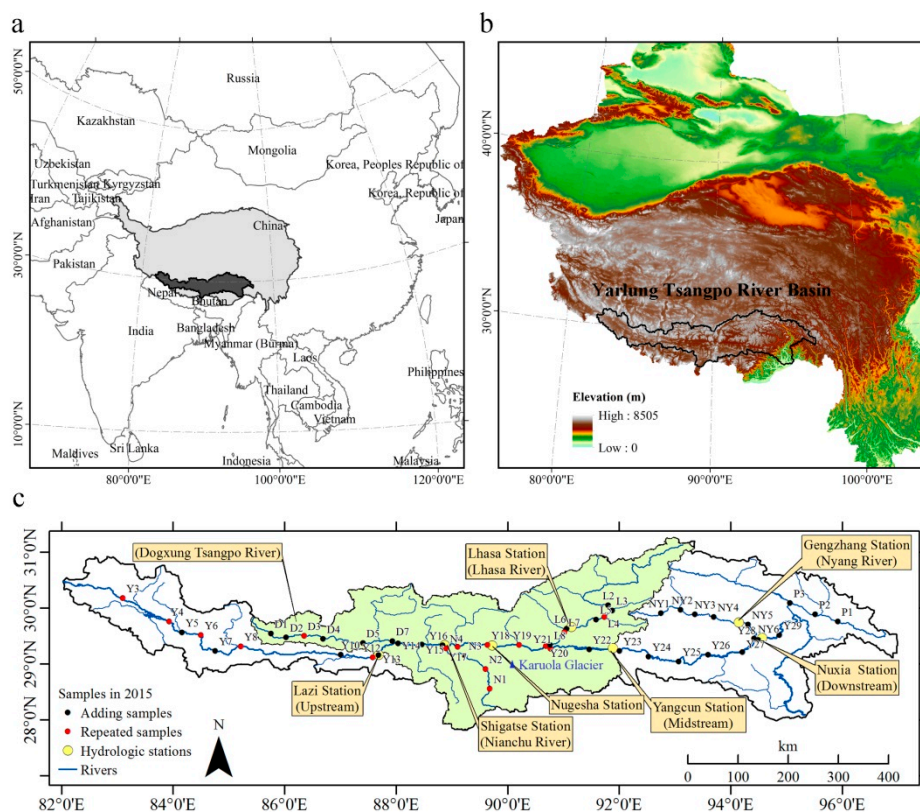 a
50°0'0"N
30°0'0"N
10°0'0"N
Russia
Kazakhstan
Mongolia
Uzbekistan
Korea, Peoples Republic of
Turkmenistan Kyrgyzstan
Korea, Republic of
Iran
Tajikistan
Japan
Afghanistan
China
Pakistan
Nepal
Bhutan
India
Bangladesh
Myanmar (Burma)
Laos
Thailand
Philippines
Cambodia
Vietnam
Maldives
Sri Lanka
Indonesia
Malaysia
80°0'0"E
100°0'0"E
120°0'0"E
b
40°0'0"N
30°0'0"N
Yarlung Tsangpo River Basin
Elevation (m)
High : 8505
Low : 0
80°0'0"E
90°0'0"E
100°0'0"E
c
31°0'N
30°0'N
29°0'N
28°0'N
(Dogxung Tsangpo River)
Lhasa Station
(Lhasa River)
Gengzhang Station
(Nyang River)
Y3
Y4
Y5
Y6
Y7
Y8
D1
D2
D3
D4
D5
D7
Y13
Y14
Y15
Y16
Y17
N4
N3
N2
N1
Y18
Y19
Y20
Y21
L6
L7
L8
L2
L3
L4
Y22
Y23
Y24
Y25
Y26
Y27
Y28
Y29
NY1
NY2
NY3
NY4
NY5
NY6
P3
P2
P1
Karuola Glacier
Lazi Station
(Upstream)
Shigatse Station
(Nianchu River)
Nugesha Station
Yangcun Station
(Midstream)
Nuxia Station
(Downstream)
Samples in 2015
Adding samples
Repeated samples
Hydrologic stations
Rivers
N
km
0 100 200 300 400
82°0'E
84°0'E
86°0'E
88°0'E
90°0'E
92°0'E
94°0'E
96°0'E